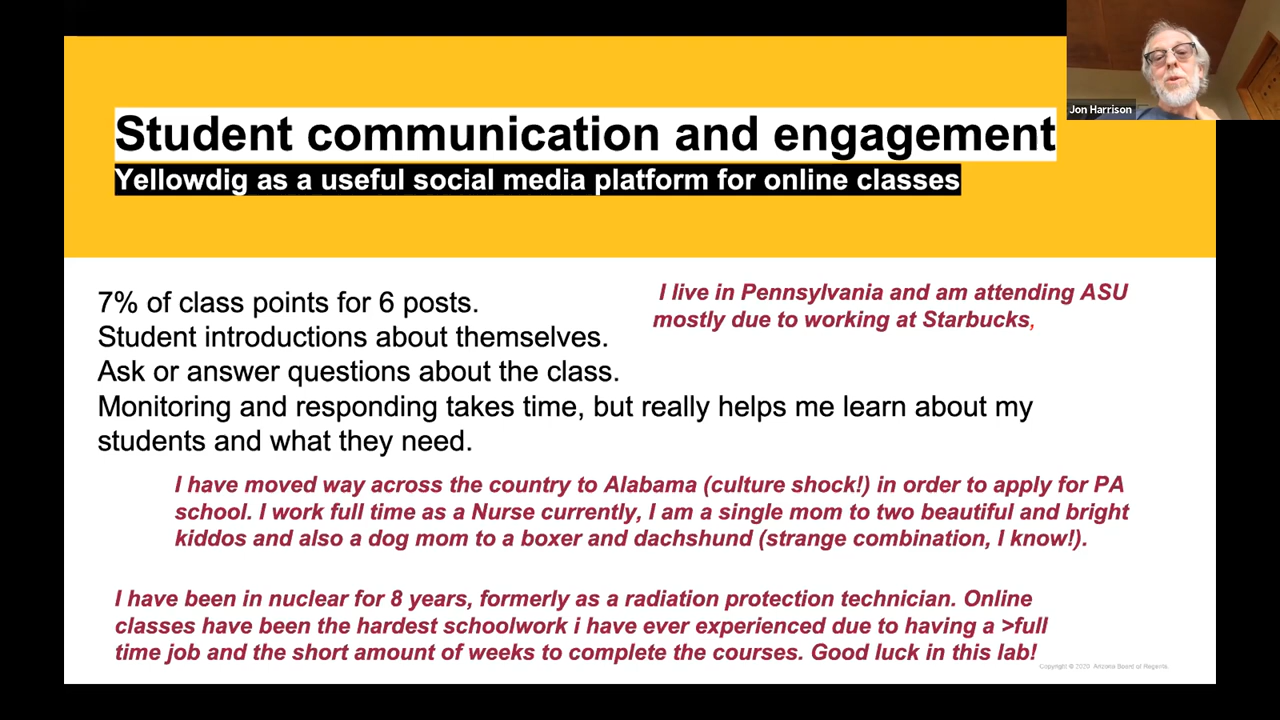 Student communication and engagement
Yellowdig as a useful social media platform for online classes
Jon Harrison
7% of class points for 6 posts.
Student introductions about themselves.
Ask or answer questions about the class.
Monitoring and responding takes time, but really helps me learn about my
students and what they need.
I live in Pennsylvania and am attending ASU
mostly due to working at Starbucks,
I have moved way across the country to Alabama (culture shock!) in order to apply for PA
school. I work full time as a Nurse currently, I am a single mom to two beautiful and bright
kiddos and also a dog mom to a boxer and dachshund (strange combination, I know!).
I have been in nuclear for 8 years, formerly as a radiation protection technician. Online
classes have been the hardest schoolwork i have ever experienced due to having a >full
time job and the short amount of weeks to complete the courses. Good luck in this lab!
Copyright © 2020 Arizona Board of Regents.